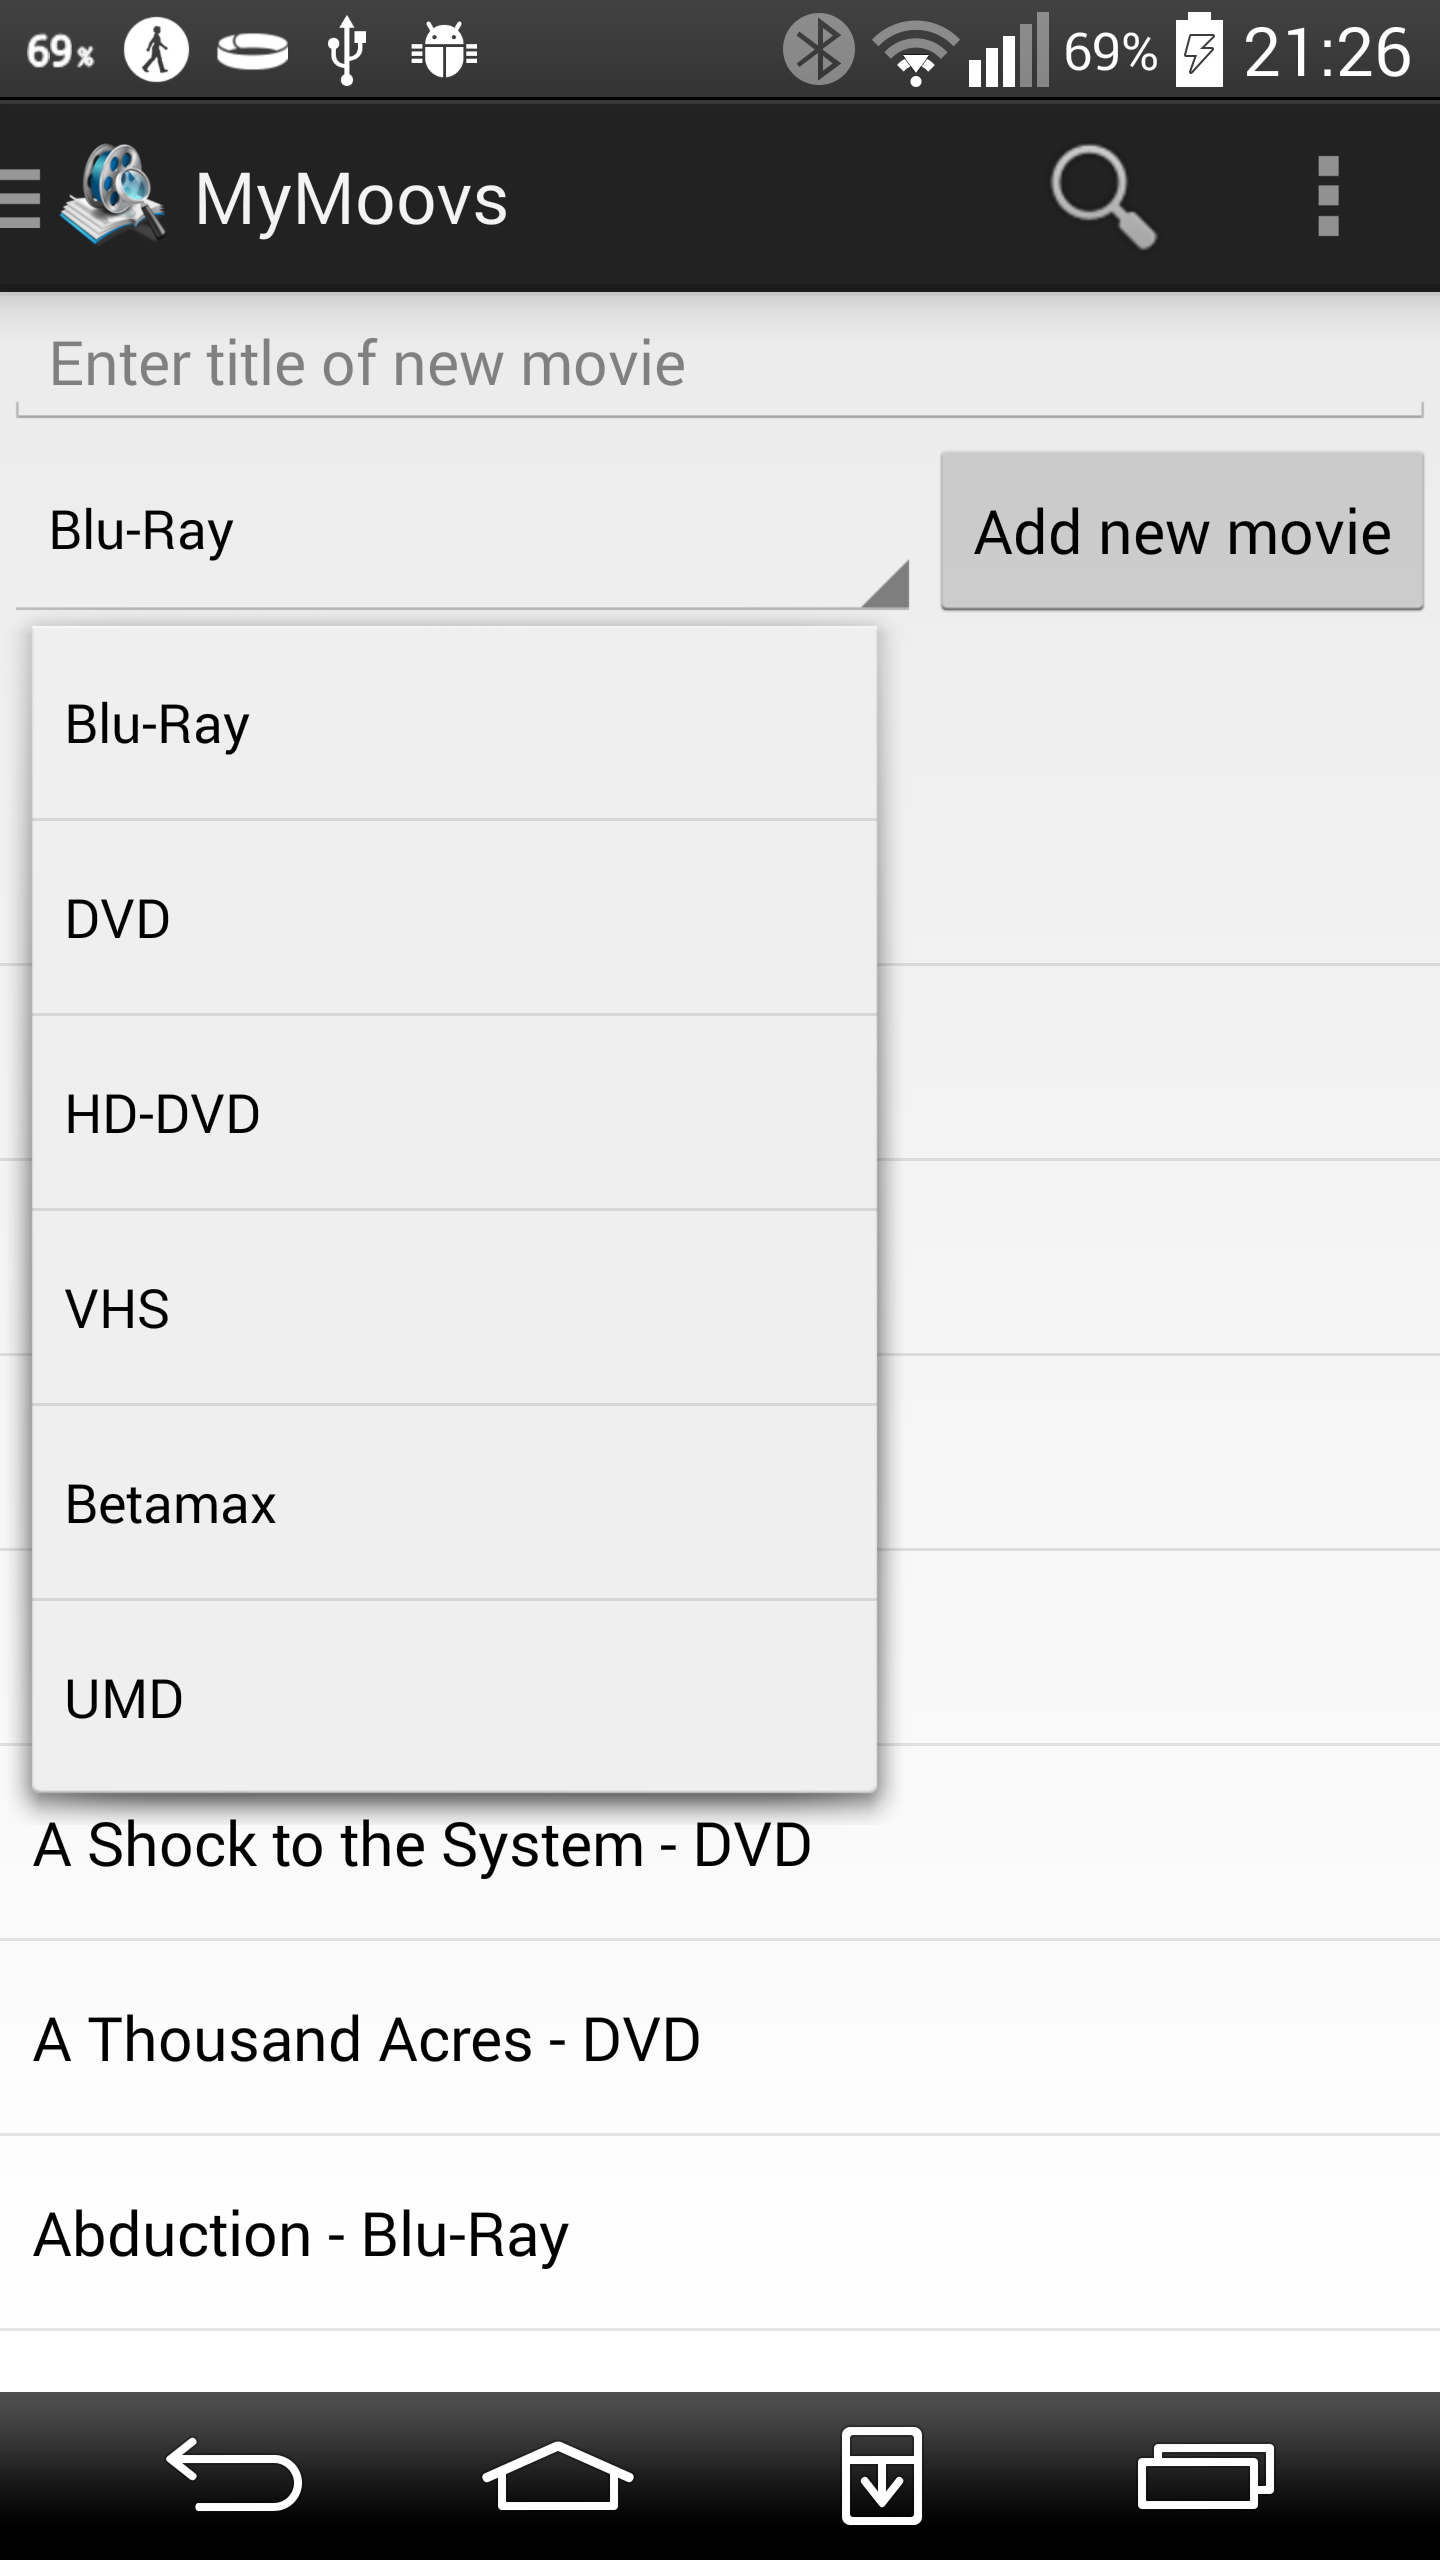 69%
69%
21:26
MyMoovs
Enter title of new movie
Blu-Ray
Add new movie
Blu-Ray
DVD
HD-DVD
VHS
Betamax
UMD
A Shock to the System - DVD
A Thousand Acres - DVD
Abduction - Blu-Ray